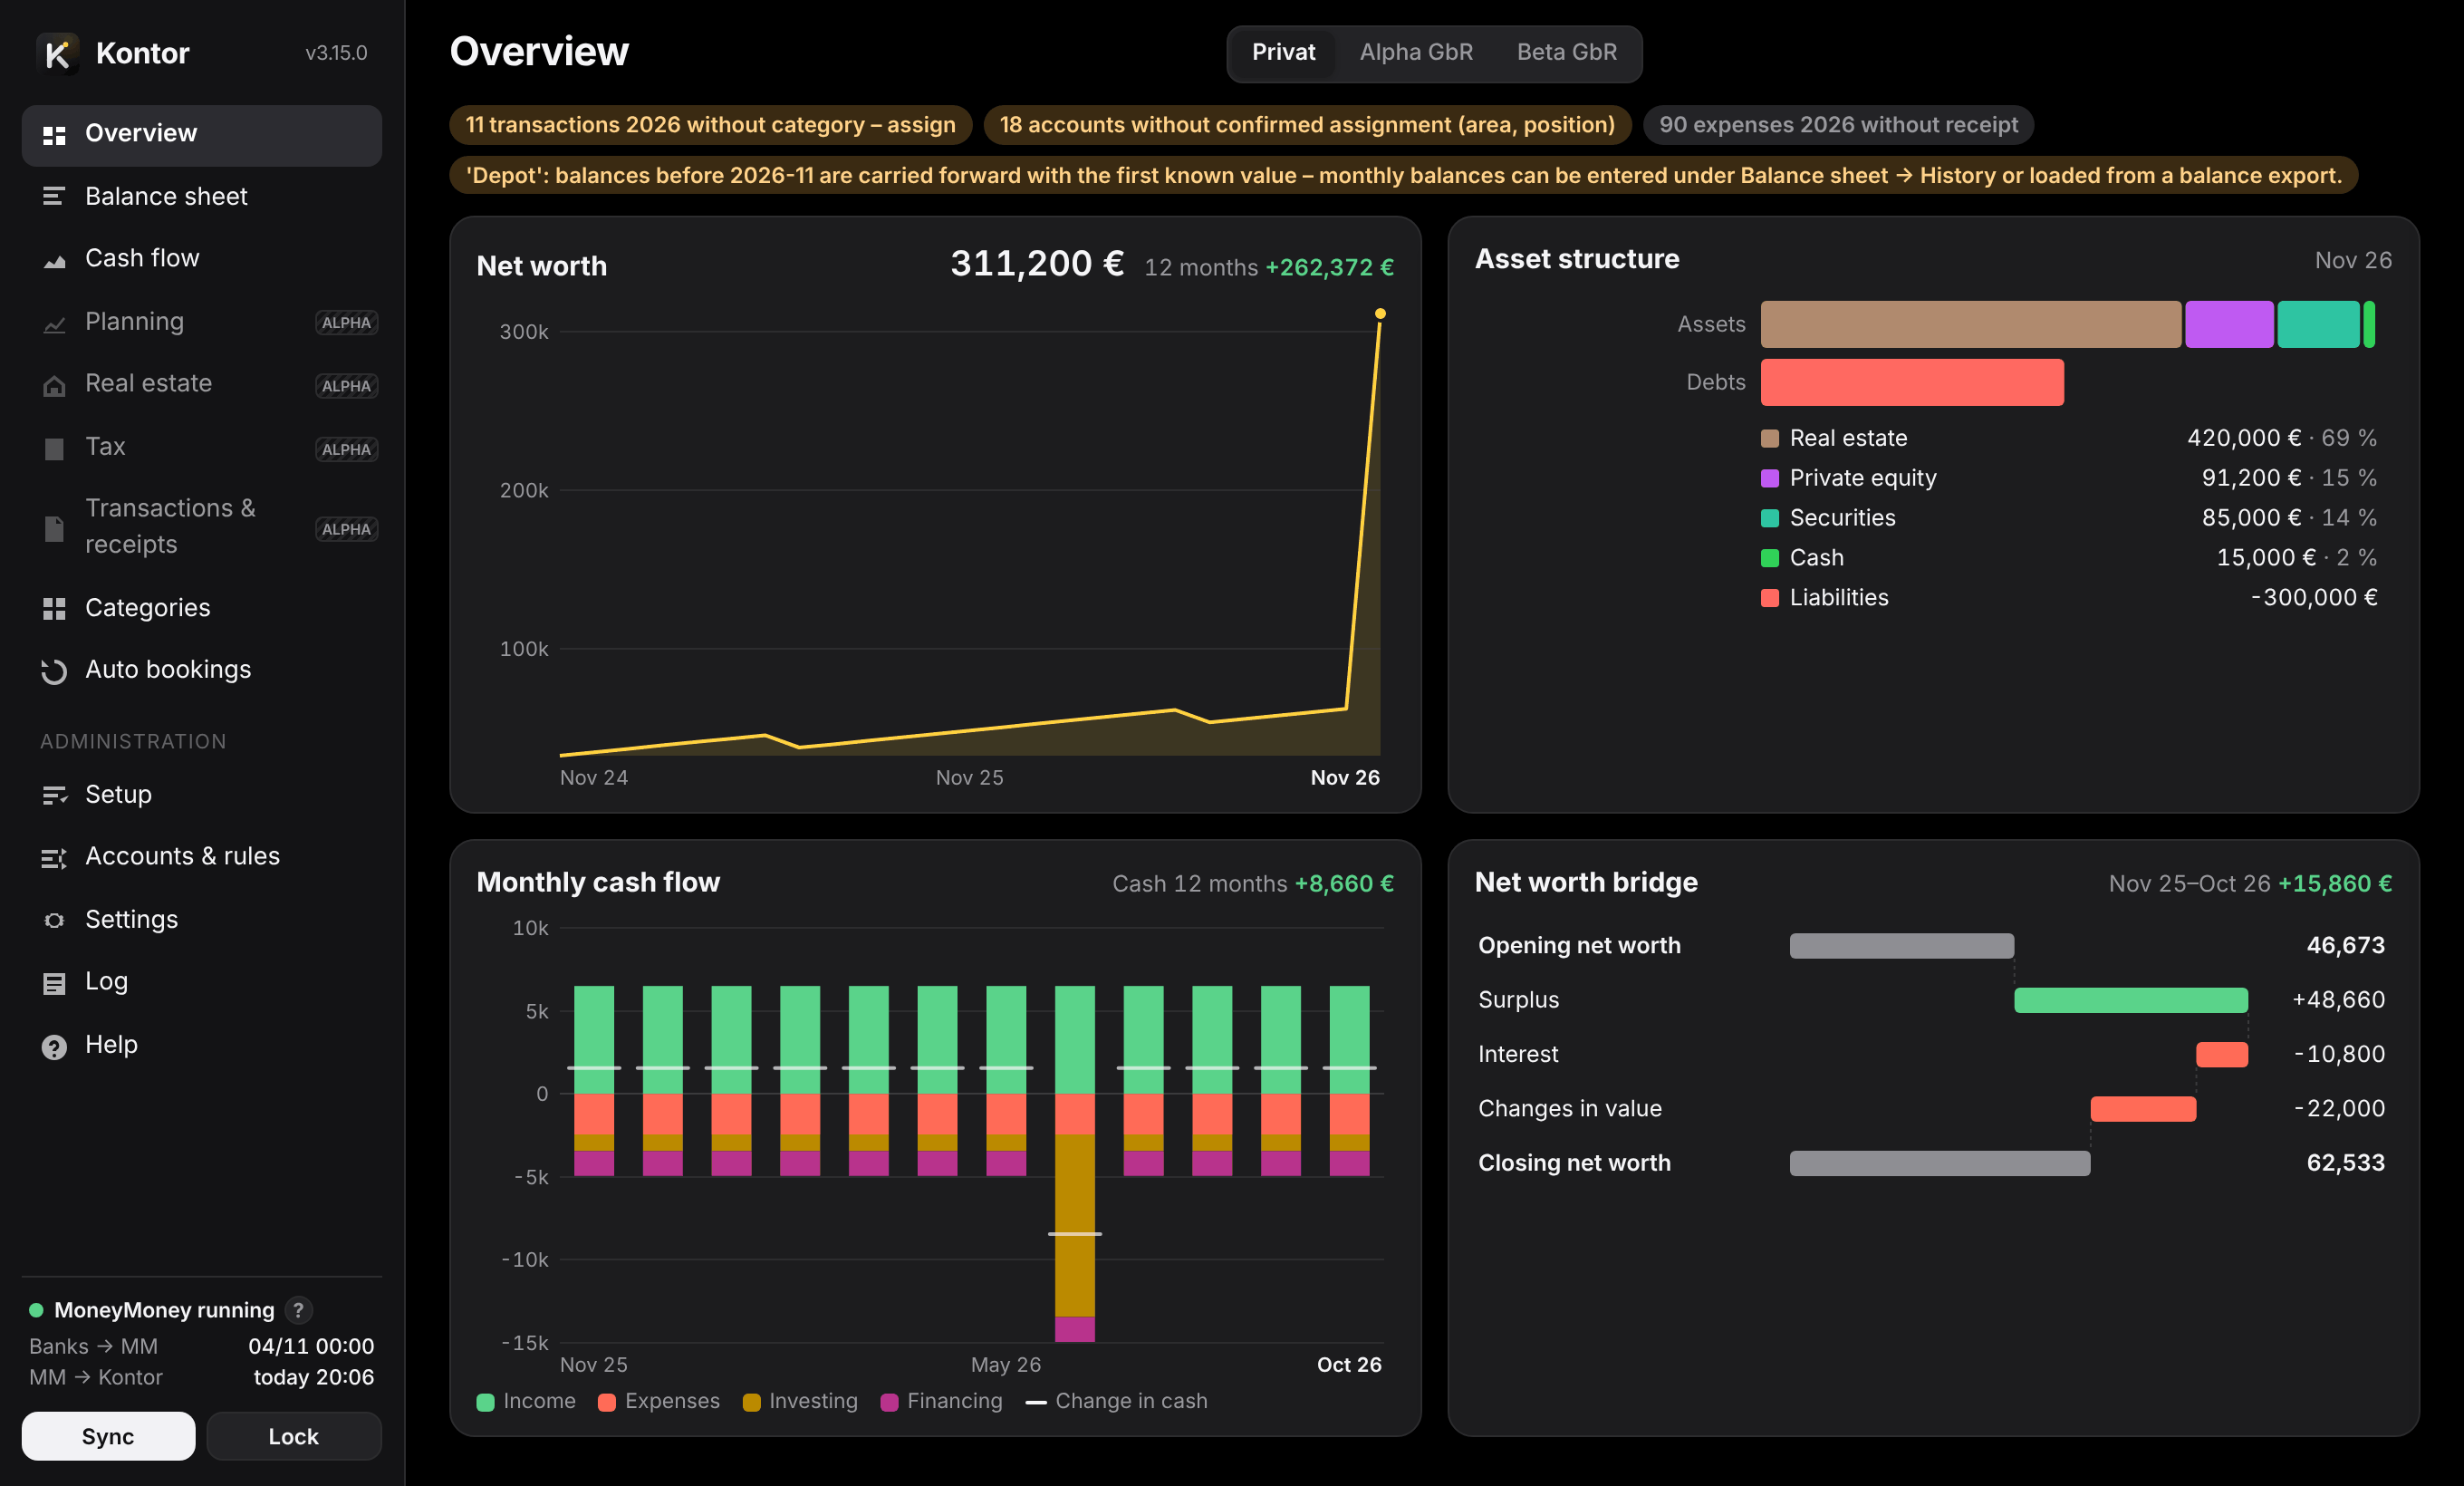 Kontor
v3.15.0
Overview
Balance sheet
Cash flow
Planning
ALPHA
Real estate
ALPHA
Tax
ALPHA
Transactions &
receipts
ALPHA
Categories
Auto bookings
ADMINISTRATION
Setup
Accounts & rules
Settings
Log
Help
MoneyMoney running ?
Banks → MM 04/11 00:00
MM → Kontor today 20:06
Sync Lock
Overview
Privat Alpha GbR Beta GbR
11 transactions 2026 without category – assign
18 accounts without confirmed assignment (area, position)
90 expenses 2026 without receipt
'Depot': balances before 2026-11 are carried forward with the first known value – monthly balances can be entered under Balance sheet → History or loaded from a balance export.
Net worth 311,200 € 12 months +262,372 €
300k
200k
100k
Nov 24 Nov 25 Nov 26
Asset structure Nov 26
Assets
Debts
Real estate 420,000 € · 69 %
Private equity 91,200 € · 15 %
Securities 85,000 € · 14 %
Cash 15,000 € · 2 %
Liabilities -300,000 €
Monthly cash flow Cash 12 months +8,660 €
10k
5k
0
-5k
-10k
-15k
Nov 25 May 26 Oct 26
Income Expenses Investing Financing Change in cash
Net worth bridge Nov 25–Oct 26 +15,860 €
Opening net worth 46,673
Surplus +48,660
Interest -10,800
Changes in value -22,000
Closing net worth 62,533